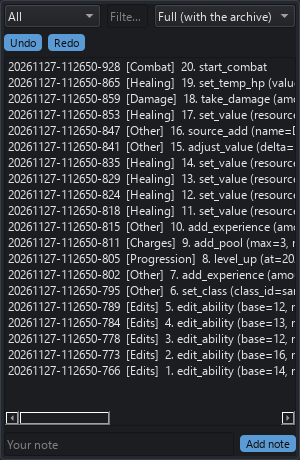 All Filte... Full (with the archive)
Undo Redo
20261127-112650-928 [Combat] 20. start_combat
20261127-112650-865 [Healing] 19. set_temp_hp (valu
20261127-112650-859 [Damage] 18. take_damage (am
20261127-112650-853 [Healing] 17. set_value (resour
20261127-112650-847 [Other] 16. source_add (name=
20261127-112650-841 [Other] 15. adjust_value (delta=
20261127-112650-835 [Healing] 14. set_value (resour
20261127-112650-829 [Healing] 13. set_value (resour
20261127-112650-824 [Healing] 12. set_value (resour
20261127-112650-818 [Healing] 11. set_value (resour
20261127-112650-815 [Other] 10. add_experience (am
20261127-112650-811 [Charges] 9. add_pool (max=3, r
20261127-112650-805 [Progression] 8. level_up (at=20
20261127-112650-802 [Other] 7. add_experience (amo
20261127-112650-795 [Other] 6. set_class (class_id=sa
20261127-112650-789 [Edits] 5. edit_ability (base=12, r
20261127-112650-784 [Edits] 4. edit_ability (base=13, r
20261127-112650-778 [Edits] 3. edit_ability (base=12, r
20261127-112650-773 [Edits] 2. edit_ability (base=16, r
20261127-112650-766 [Edits] 1. edit_ability (base=14, r
Your note Add note